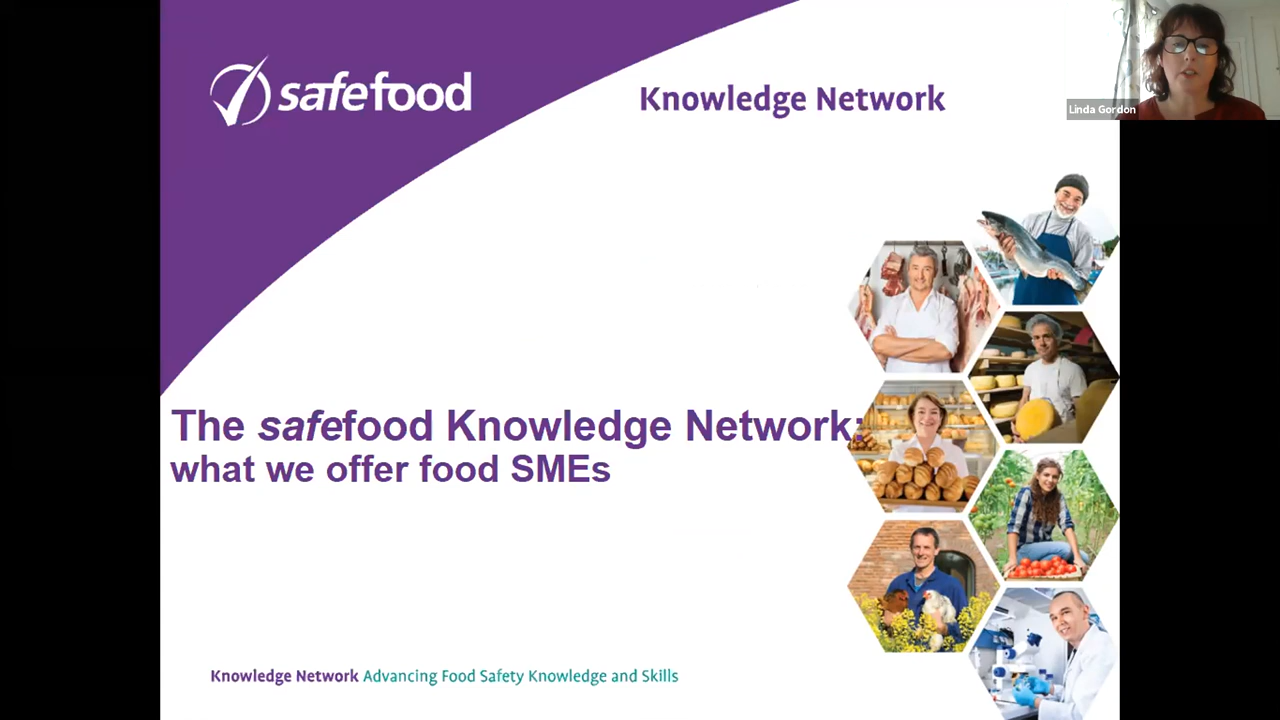 safefood
Knowledge Network
Linda Gordon
The safefood Knowledge Network:
what we offer food SMEs
Knowledge Network Advancing Food Safety Knowledge and Skills